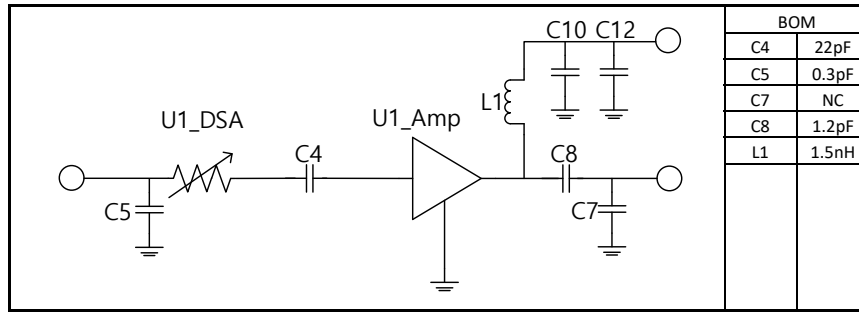 C10 C12
L1
U1_DSA
U1_Amp
C4
C8
C5
C7
BOM
C4 22pF
C5 0.3pF
C7 NC
C8 1.2pF
L1 1.5nH